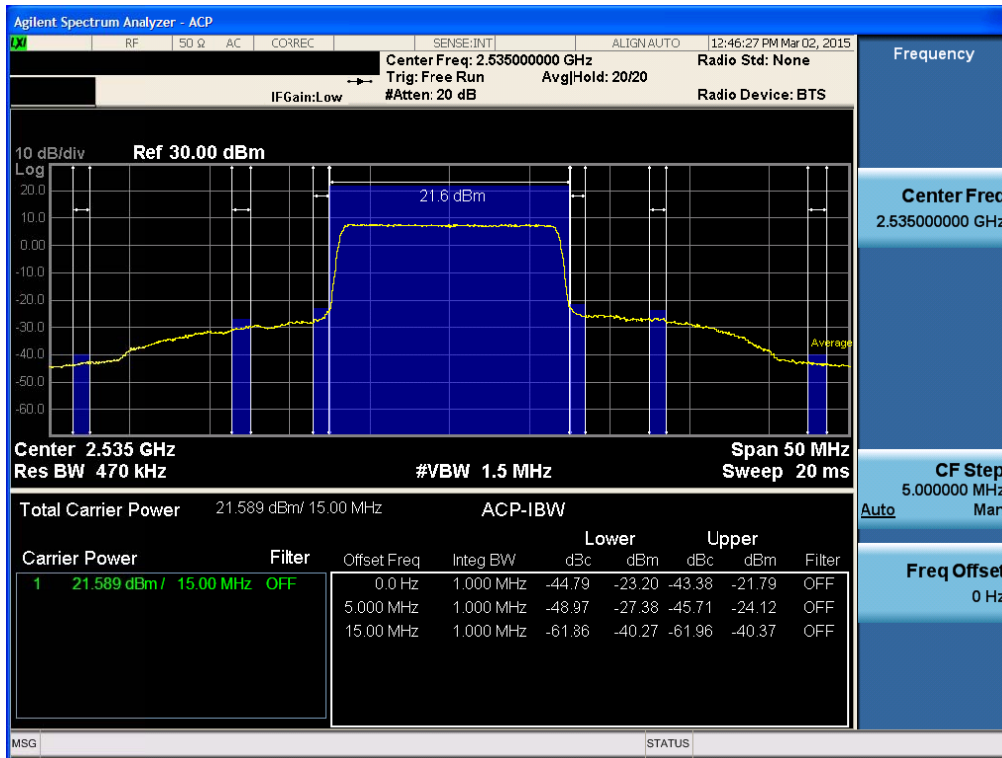 Agilent Spectrum Analyzer - ACP
LXI RF 50 Ω AC CORREC SENSE:INT ALIGN AUTO 12:46:27 PM Mar 02, 2015
Center Freq: 2.535000000 GHz Radio Std: None
Trig: Free Run Avg|Hold: 20/20
IFGain:Low #Atten: 20 dB Radio Device: BTS
10 dB/div Ref 30.00 dBm
Log
20.0
10.0
0.00
-10.0
-20.0
-30.0
-40.0
-50.0
-60.0
21.6 dBm
Average
Center 2.535 GHz Span 50 MHz
Res BW 470 kHz #VBW 1.5 MHz Sweep 20 ms
Total Carrier Power 21.589 dBm/ 15.00 MHz ACP-IBW
Lower Upper
Carrier Power Filter Offset Freq Integ BW dBc dBm dBc dBm Filter
1 21.589 dBm / 15.00 MHz OFF 0.0 Hz 1.000 MHz -44.79 -23.20 -43.38 -21.79 OFF
5.000 MHz 1.000 MHz -48.97 -27.38 -45.71 -24.12 OFF
15.00 MHz 1.000 MHz -61.86 -40.27 -61.96 -40.37 OFF
MSG STATUS
Frequency
Center Freq
2.535000000 GHz
CF Step
5.000000 MHz
Auto Man
Freq Offset
0 Hz